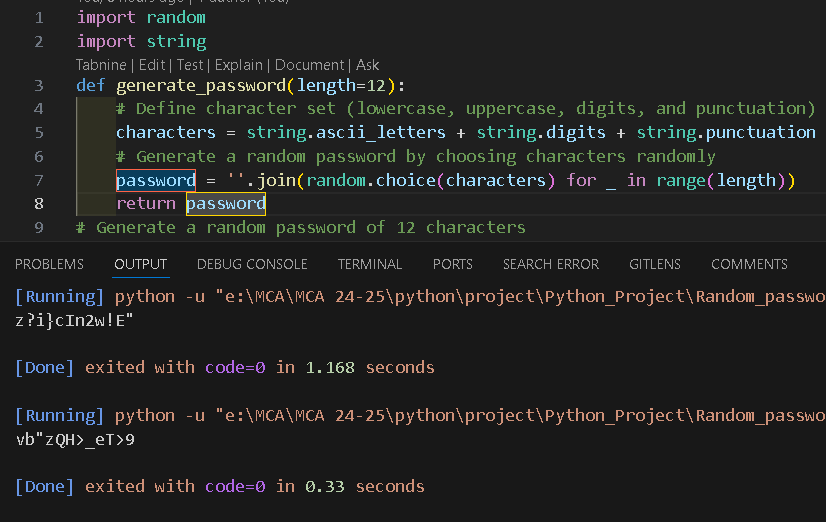 You, 8 hours ago | 1 author (You)
1 import random
2 import string
Tabnine | Edit | Test | Explain | Document | Ask
3 def generate_password(length=12):
4     # Define character set (lowercase, uppercase, digits, and punctuation)
5     characters = string.ascii_letters + string.digits + string.punctuation
6     # Generate a random password by choosing characters randomly
7     password = ''.join(random.choice(characters) for _ in range(length))
8     return password
9 # Generate a random password of 12 characters
PROBLEMS OUTPUT DEBUG CONSOLE TERMINAL PORTS SEARCH ERROR GITLENS COMMENTS
[Running] python -u "e:\MCA\MCA 24-25\python\project\Python_Project\Random_passwo
z?i}cIn2w!E"
[Done] exited with code=0 in 1.168 seconds
[Running] python -u "e:\MCA\MCA 24-25\python\project\Python_Project\Random_passwo
vb"zQH>_eT>9
[Done] exited with code=0 in 0.33 seconds